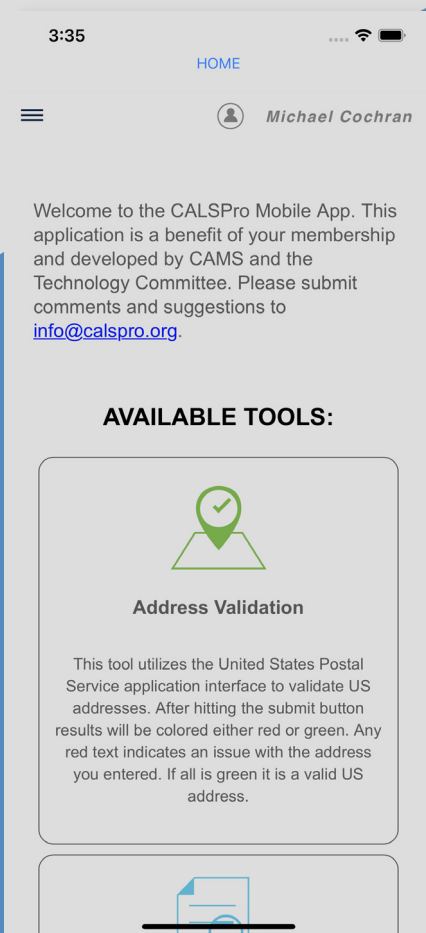 3:35
HOME
Michael Cochran
Welcome to the CALSPro Mobile App. This
application is a benefit of your membership
and developed by CAMS and the
Technology Committee. Please submit
comments and suggestions to
info@calspro.org.
AVAILABLE TOOLS:
Address Validation
This tool utilizes the United States Postal
Service application interface to validate US
addresses. After hitting the submit button
results will be colored either red or green. Any
red text indicates an issue with the address
you entered. If all is green it is a valid US
address.